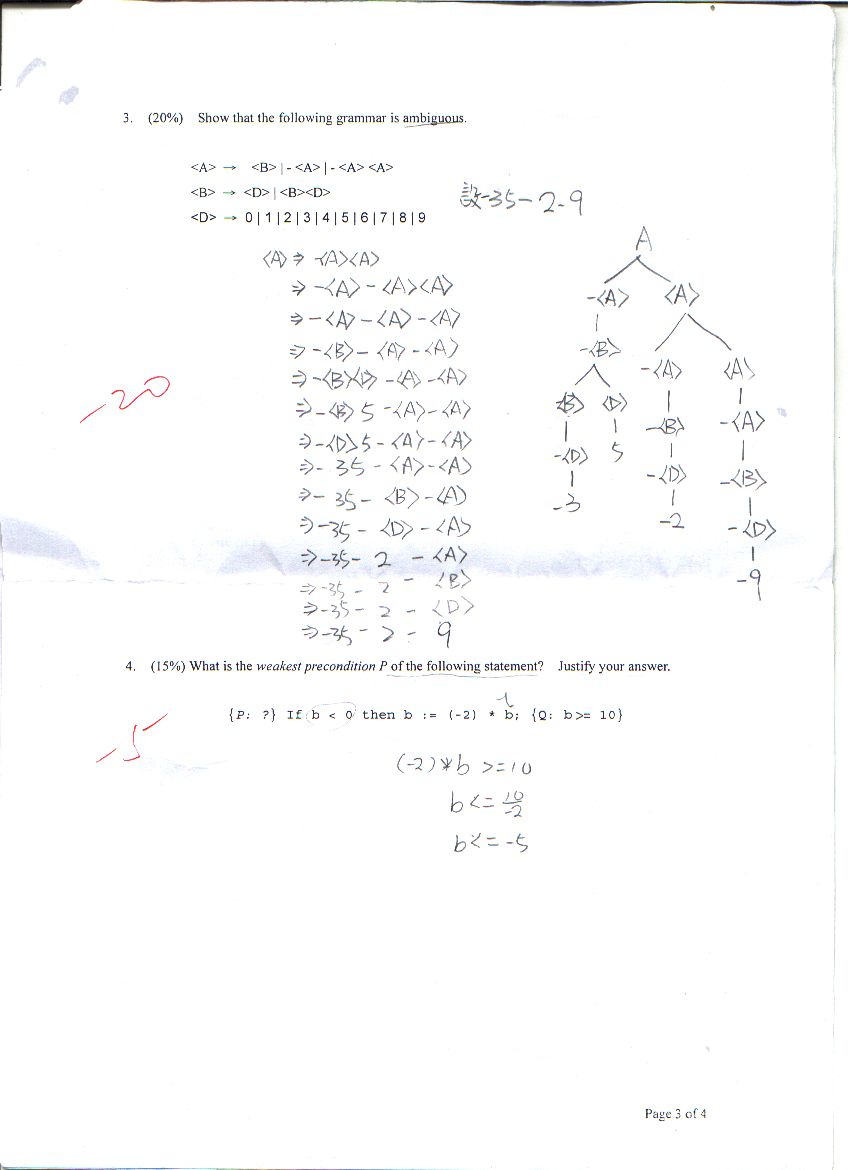 3. (20%) Show that the following grammar is ambiguous.
<A> → <B> | - <A> | - <A> <A>
<B> → <D> | <B><D>
<D> → 0 | 1 | 2 | 3 | 4 | 5 | 6 | 7 | 8 | 9
設-35-2-9
<A> ⇒ -<A><A>
⇒ -<A> - <A><A>
⇒ -<A> - <A> - <A>
⇒ -<B> - <A> - <A>
⇒ -<B><D> - <A> - <A>
⇒ -<B> 5 - <A> - <A>
⇒ -<D> 5 - <A> - <A>
⇒ - 35 - <A> - <A>
⇒ - 35 - <B> - <A>
⇒ -35 - <D> - <A>
⇒ -35 - 2 - <A>
⇒ -35 - 2 - <B>
⇒ -35 - 2 - <D>
⇒ -35 - 2 - 9
A
-<A> <A>
-<B> -<A> <A>
<B> <D> -<B> -<A>
-<D> 5 -<D> -<B>
-3 -2 -<D>
-9
-20
4. (15%) What is the weakest precondition P of the following statement? Justify your answer.
{P: ?} If b < 0 then b := (-2) * b; {Q: b>= 10}
-5
(-2)*b >=10
b <= 10/-2
b <= -5
Page 3 of 4